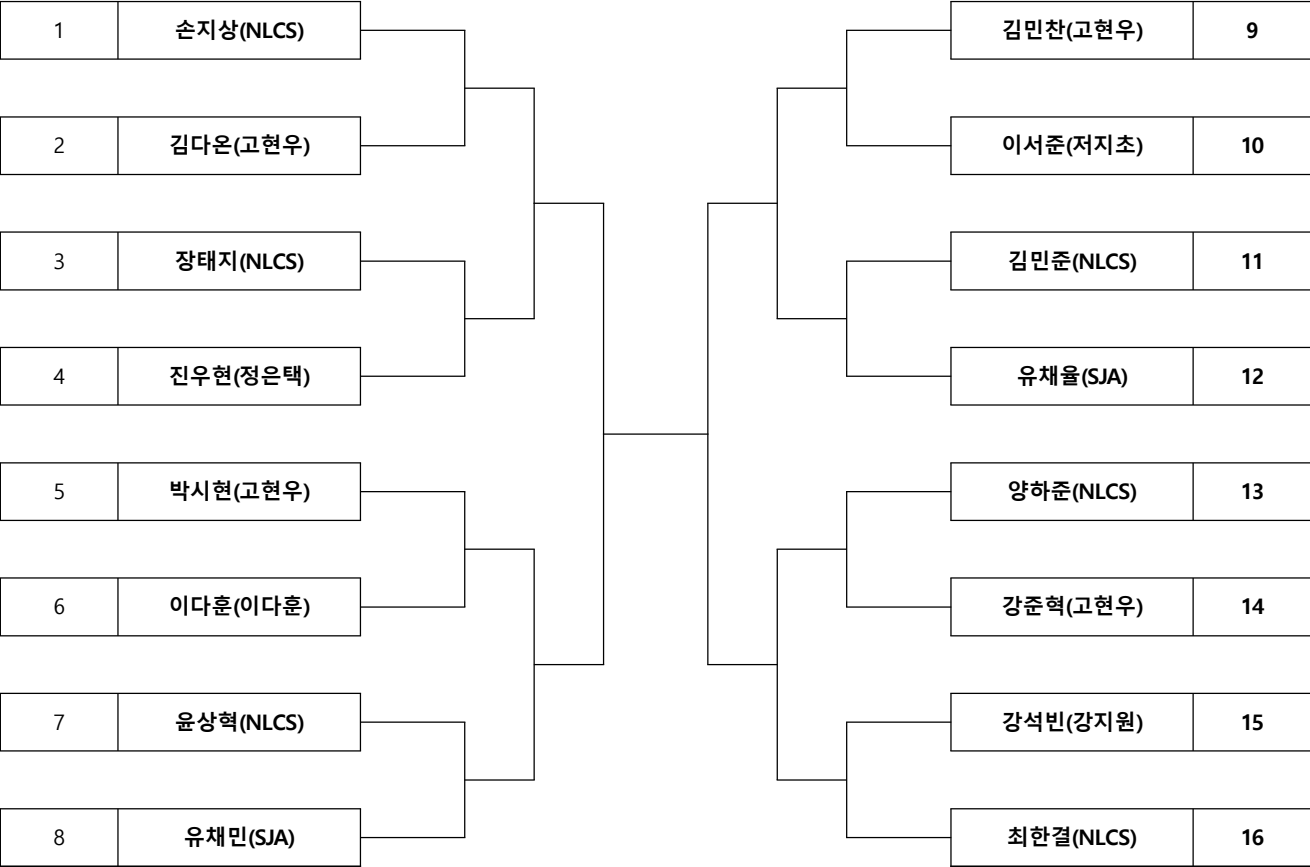 1 손지상(NLCS)
2 김다온(고현우)
3 장태지(NLCS)
4 진우현(정은택)
5 박시현(고현우)
6 이다훈(이다훈)
7 윤상혁(NLCS)
8 유채민(SJA)
김민찬(고현우) 9
이서준(저지초) 10
김민준(NLCS) 11
유채율(SJA) 12
양하준(NLCS) 13
강준혁(고현우) 14
강석빈(강지원) 15
최한결(NLCS) 16